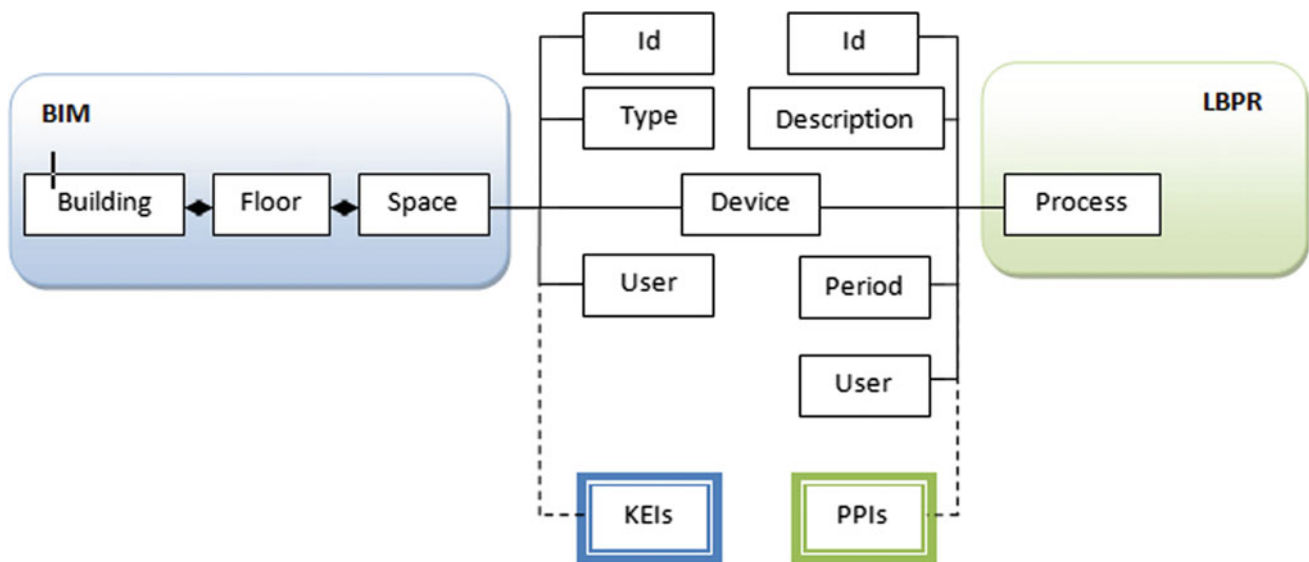 Id
Id
BIM
LBPR
Type
Description
Building
Floor
Space
Device
Process
User
Period
User
KEIs
PPIs